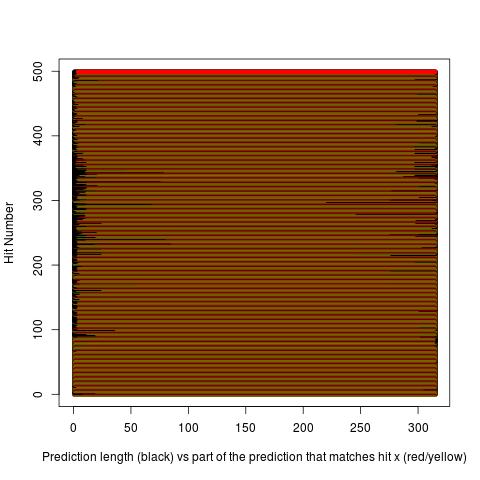 500
400
300
200
100
0
Hit Number
0 50 100 150 200 250 300
Prediction length (black) vs part of the prediction that matches hit x (red/yellow)